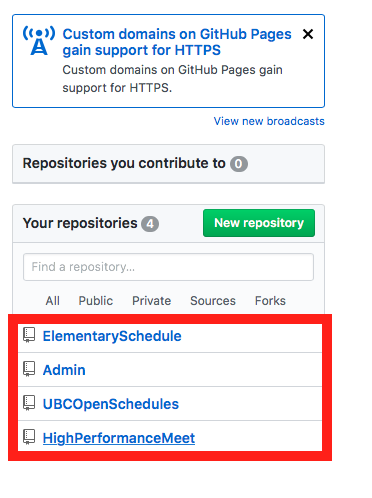 Custom domains on GitHub Pages
gain support for HTTPS
Custom domains on GitHub Pages gain
support for HTTPS.
View new broadcasts
Repositories you contribute to 0
Your repositories 4
New repository
Find a repository...
All Public Private Sources Forks
ElementarySchedule
Admin
UBCOpenSchedules
HighPerformanceMeet